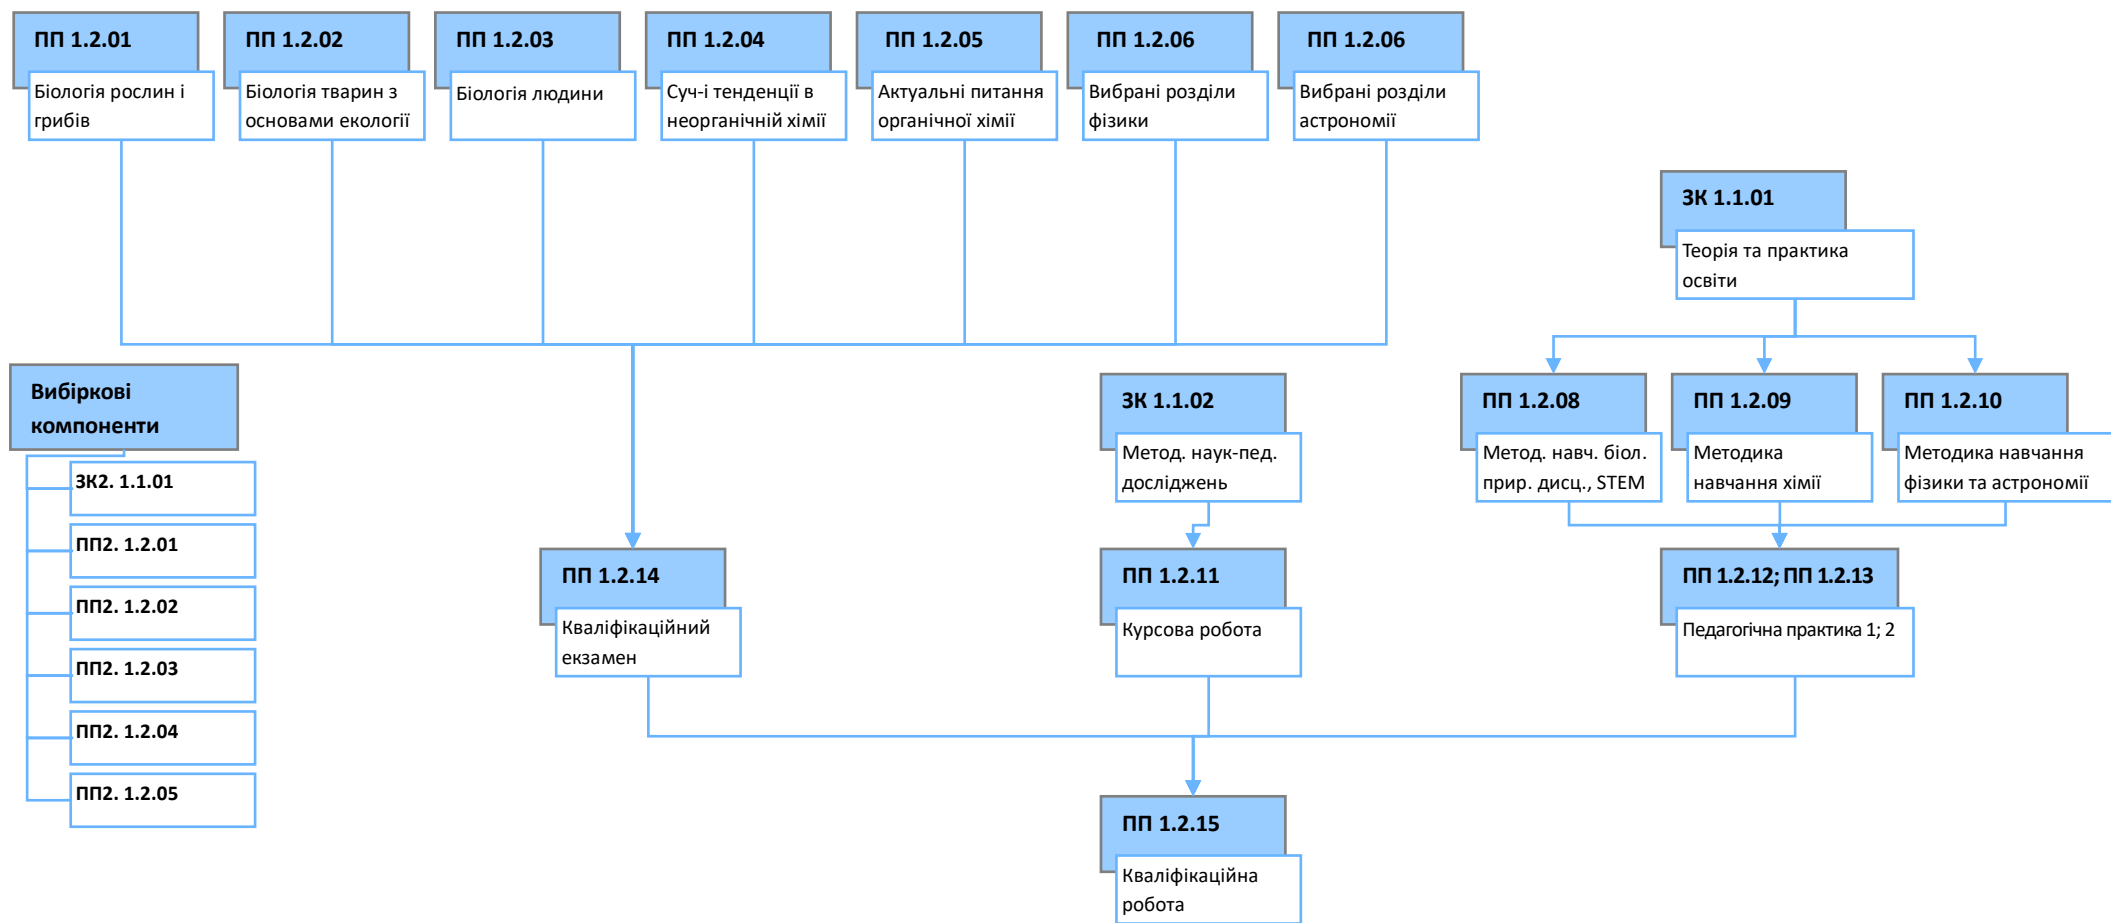 ПП 1.2.01
Біологія рослин і
грибів
ПП 1.2.02
Біологія тварин з
основами екології
ПП 1.2.03
Біологія людини
ПП 1.2.04
Суч-і тенденції в
неорганічній хімії
ПП 1.2.05
Актуальні питання
органічної хімії
ПП 1.2.06
Вибрані розділи
фізики
ПП 1.2.06
Вибрані розділи
астрономії
ЗК 1.1.01
Теорія та практика
освіти
Вибіркові
компоненти
ЗК2. 1.1.01
ПП2. 1.2.01
ПП2. 1.2.02
ПП2. 1.2.03
ПП2. 1.2.04
ПП2. 1.2.05
ЗК 1.1.02
Метод. наук-пед.
досліджень
ПП 1.2.08
Метод. навч. біол.
прир. дисц., STEM
ПП 1.2.09
Методика
навчання хімії
ПП 1.2.10
Методика навчання
фізики та астрономії
ПП 1.2.14
Кваліфікаційний
екзамен
ПП 1.2.11
Курсова робота
ПП 1.2.12; ПП 1.2.13
Педагогічна практика 1; 2
ПП 1.2.15
Кваліфікаційна
робота